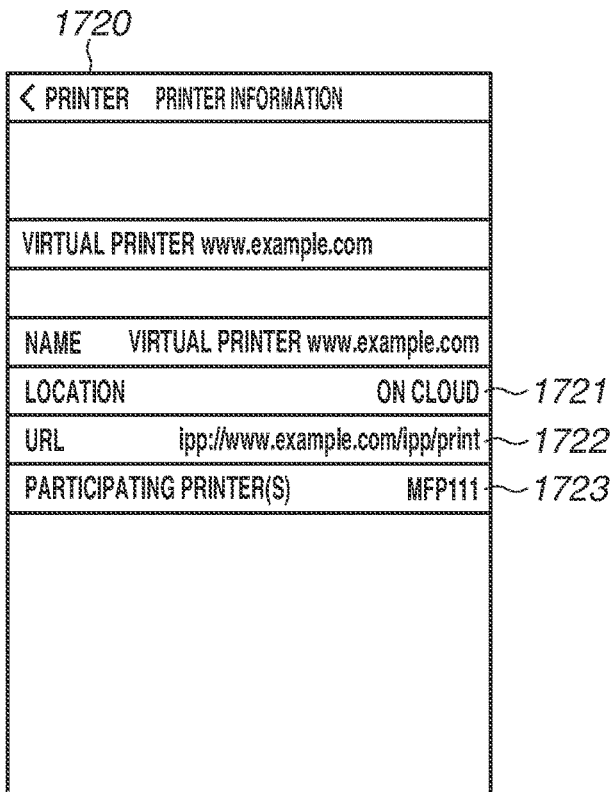 1720
< PRINTER PRINTER INFORMATION
VIRTUAL PRINTER www.example.com
NAME VIRTUAL PRINTER www.example.com
LOCATION ON CLOUD 1721
URL ipp://www.example.com/ipp/print 1722
PARTICIPATING PRINTER(S) MFP111 1723